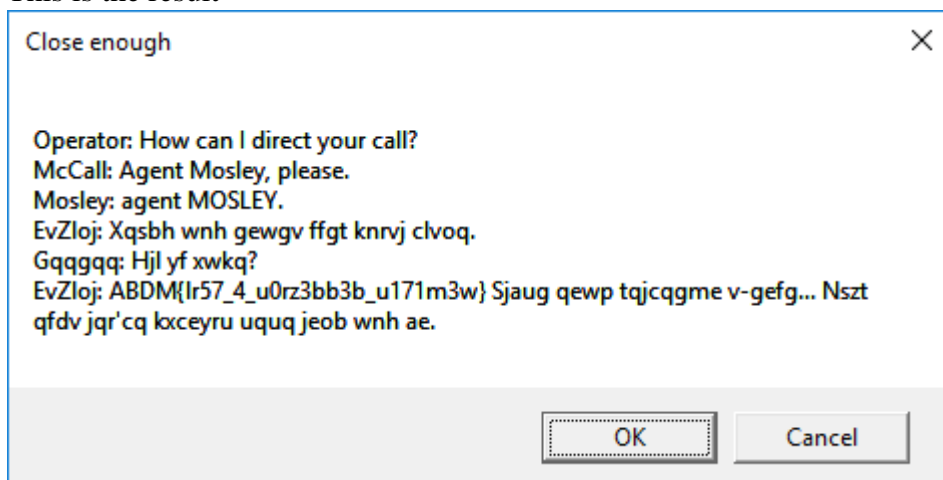 Close enough
Operator: How can I direct your call?
McCall: Agent Mosley, please.
Mosley: agent MOSLEY.
EvZloj: Xqsbh wnh gewgv ffgt knrvj clvoq.
Gqqgqq: Hjl yf xwkq?
EvZloj: ABDM{lr57_4_u0rz3bb3b_u171m3w} Sjaug qewp tqjcqgme v-gefg... Nszt
qfdv jqr'cq kxceyru uquq jeob wnh ae.
OK
Cancel